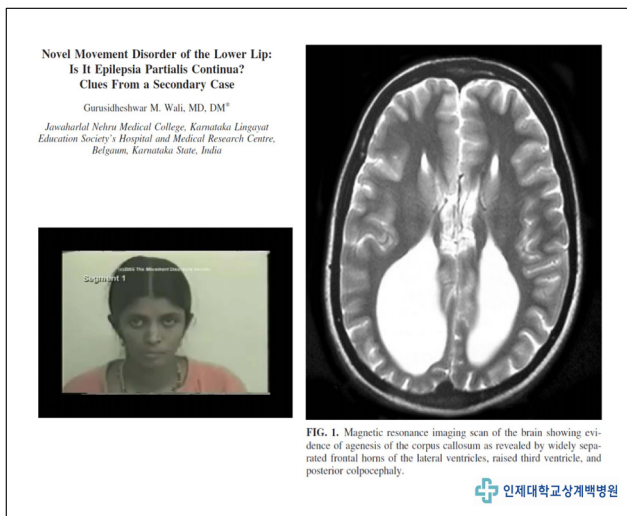 Novel Movement Disorder of the Lower Lip:
Is It Epilepsia Partialis Continua?
Clues From a Secondary Case
Gurusidheshwar M. Wali, MD, DM*
Jawaharlal Nehru Medical College, Karnataka Lingayat
Education Society's Hospital and Medical Research Centre,
Belgaum, Karnataka State, India
The Movement Disorder Society
Segment 1
FIG. 1. Magnetic resonance imaging scan of the brain showing evi-
dence of agenesis of the corpus callosum as revealed by widely sepa-
rated frontal horns of the lateral ventricles, raised third ventricle, and
posterior colpocephaly.
인제대학교상계백병원